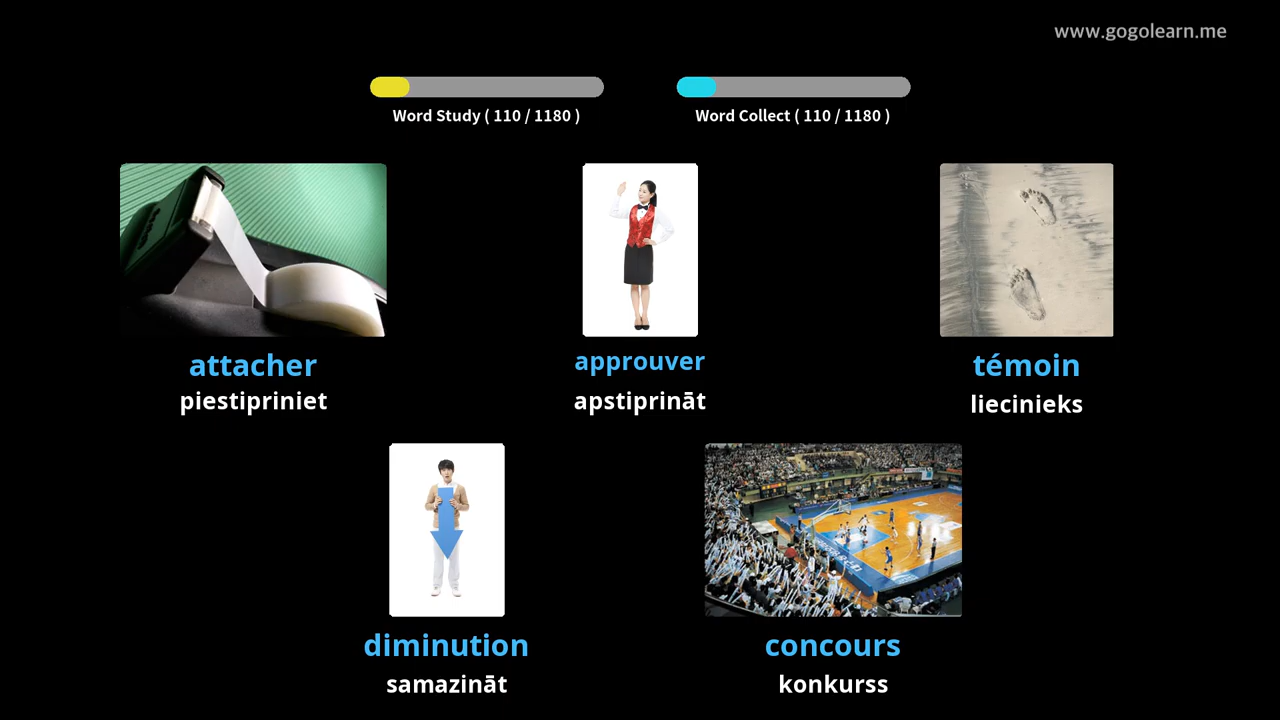 www.gogolearn.me
Word Study ( 110 / 1180 )
Word Collect ( 110 / 1180 )
attacher
piestipriniet
approuver
apstiprināt
témoin
liecinieks
diminution
samazināt
concours
konkurss